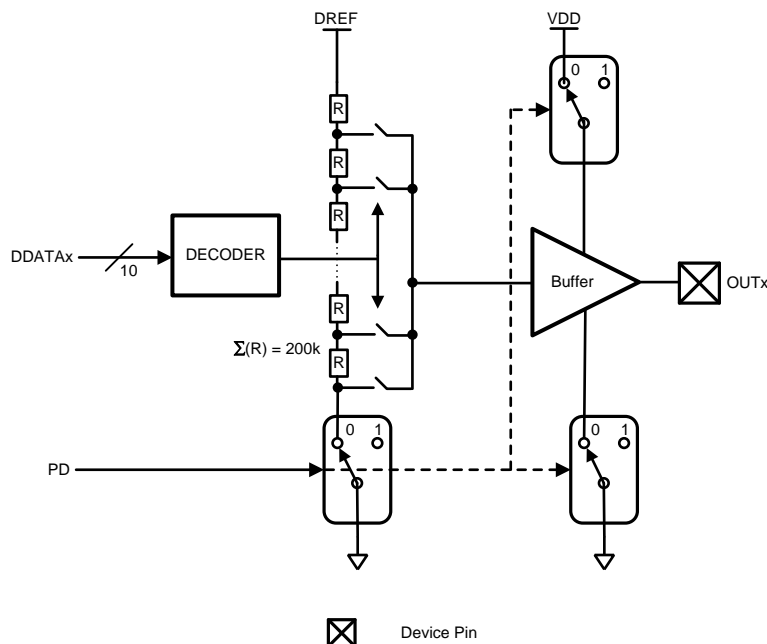 DREF
VDD
0 1
R
R
R
DDATAx
10
DECODER
Buffer
OUTx
R
Σ(R) = 200k
R
0 1
0 1
PD
Device Pin